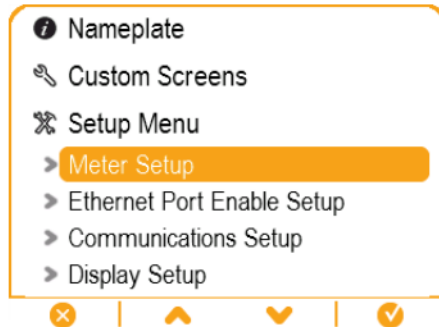 Nameplate
Custom Screens
Setup Menu
Meter Setup
Ethernet Port Enable Setup
Communications Setup
Display Setup